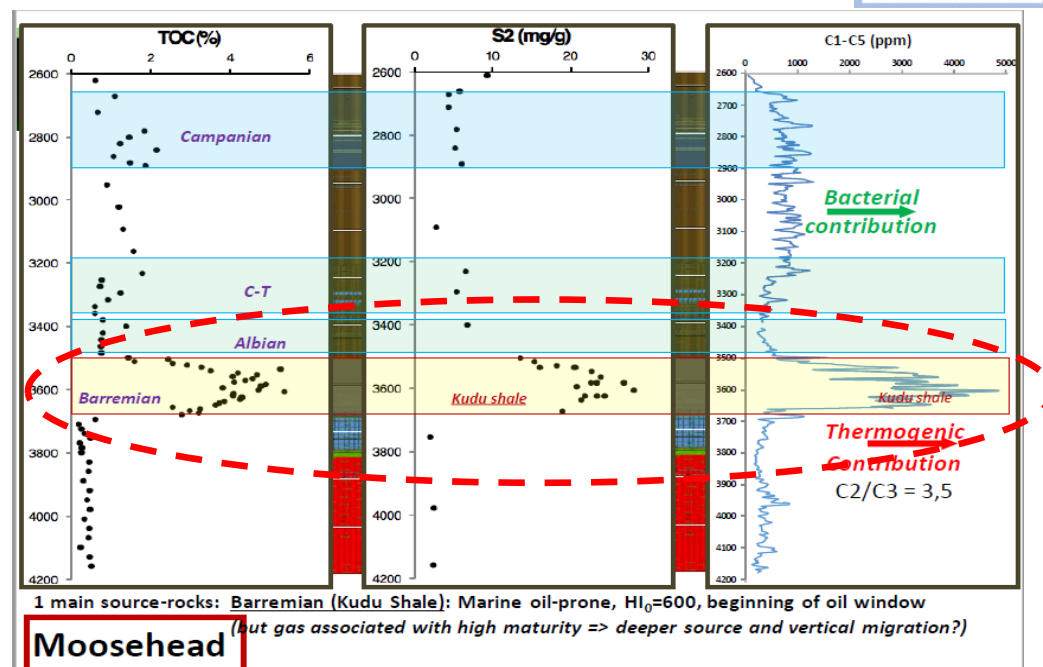 TOC (%)
0 2 4 6
2600
2800
3000
3200
3400
3600
3800
4000
4200
Campanian
C-T
Albian
Barremian
S2 (mg/g)
0 10 20 30
2600
2800
3000
3200
3400
3600
3800
4000
4200
Kudu shale
C1-C5 (ppm)
0 1000 2000 3000 4000 5000
2600
2700
2800
2900
3000
3100
3200
3300
3400
3500
3600
3700
3800
3900
4000
4100
4200
Bacterial
contribution
Kudu shale
Thermogenic
Contribution
C2/C3 = 3,5
1 main source-rocks: Barremian (Kudu Shale): Marine oil-prone, HI0=600, beginning of oil window
(but gas associated with high maturity => deeper source and vertical migration?)
Moosehead